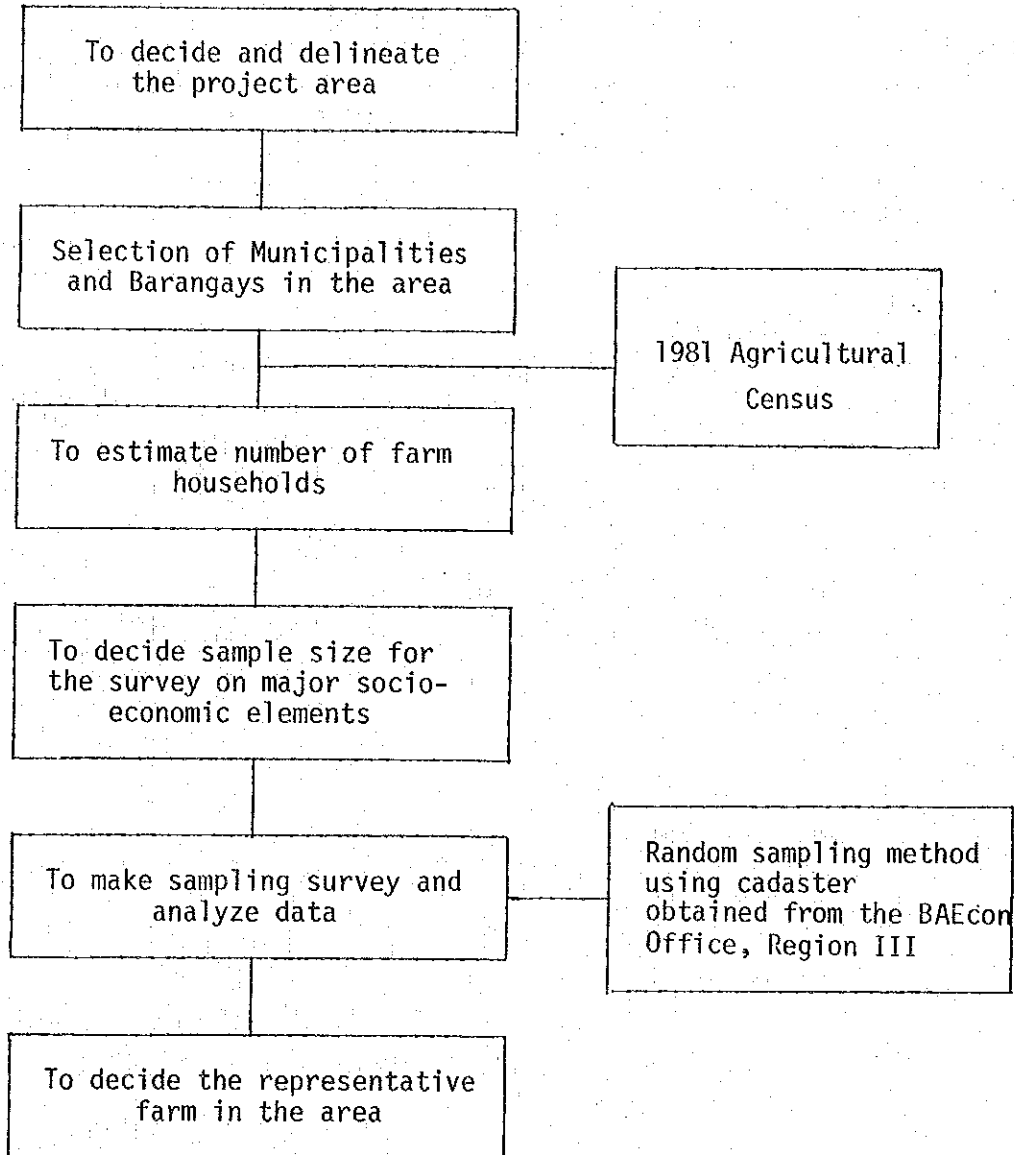 To decide and delineate
the project area
Selection of Municipalities
and Barangays in the area
1981 Agricultural
Census
To estimate number of farm
households
To decide sample size for
the survey on major socio-
economic elements
To make sampling survey and
analyze data
Random sampling method
using cadaster
obtained from the BAEcon
Office, Region III
To decide the representative
farm in the area